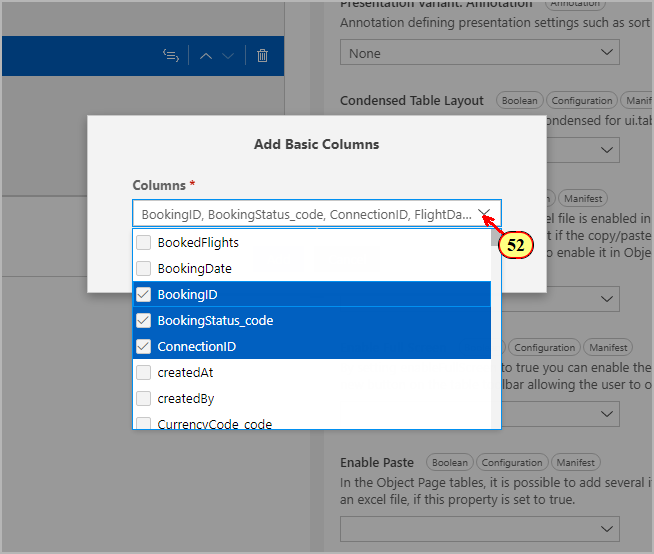 Presentation Variant: Annotation Annotation
Annotation defining presentation settings such as sort
None
Condensed Table Layout Boolean Configuration
ondensed for ui.tab
Add Basic Columns
Columns *
BookingID, BookingStatus_code, ConnectionID, FlightDa...
52
Manifest
el file is enabled in
t if the copy/paste
to enable it in Obje
BookedFlights
BookingDate
BookingID
BookingStatus_code
ConnectionID
createdAt
createdBy
CurrencyCode_code
Configuration Manifest
to true you can enable the
lbar allowing the user to o
Enable Paste Boolean Configuration Manifest
In the Object Page tables, it is possible to add several i
an excel file, if this property is set to true.